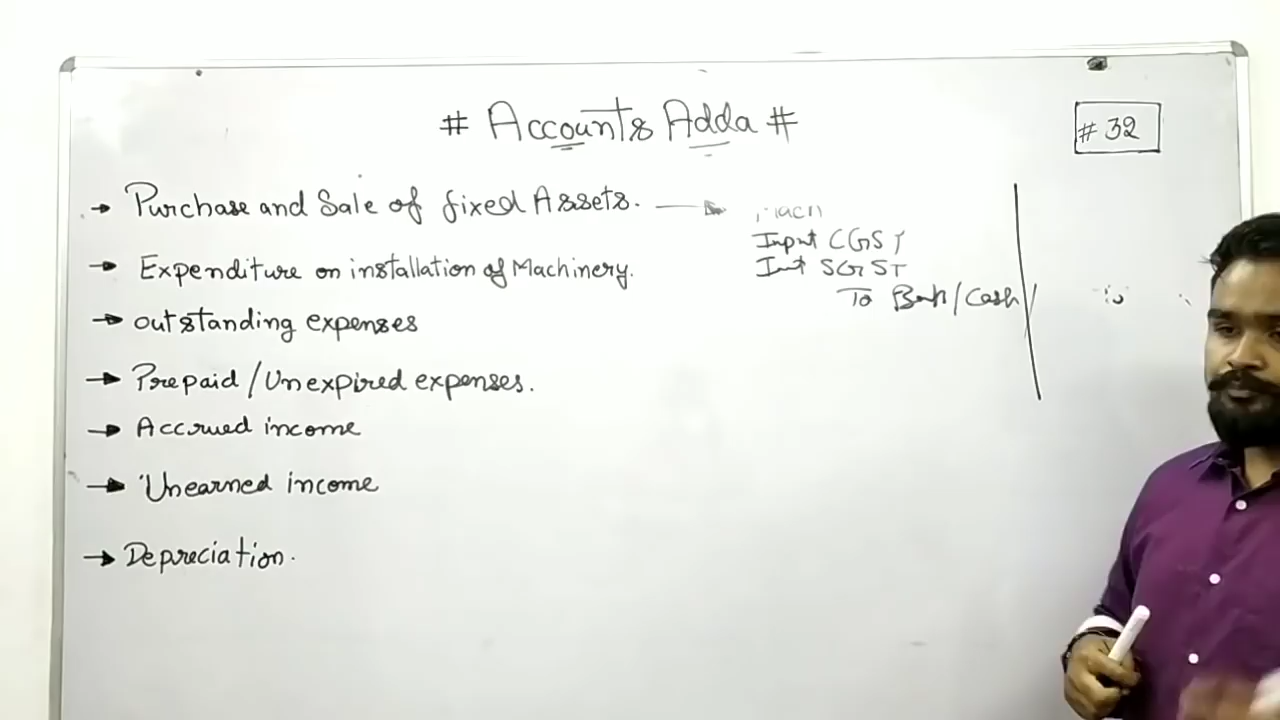 # Accounts Adda #
# 32
→ Purchase and Sale of fixed Assets. →
→ Expenditure on installation of Machinery.
→ outstanding expenses
→ Prepaid / Unexpired expenses.
→ Accrued income
→ Unearned income
→ Depreciation.
Input CGST
SGST
To Bank/Cash
To